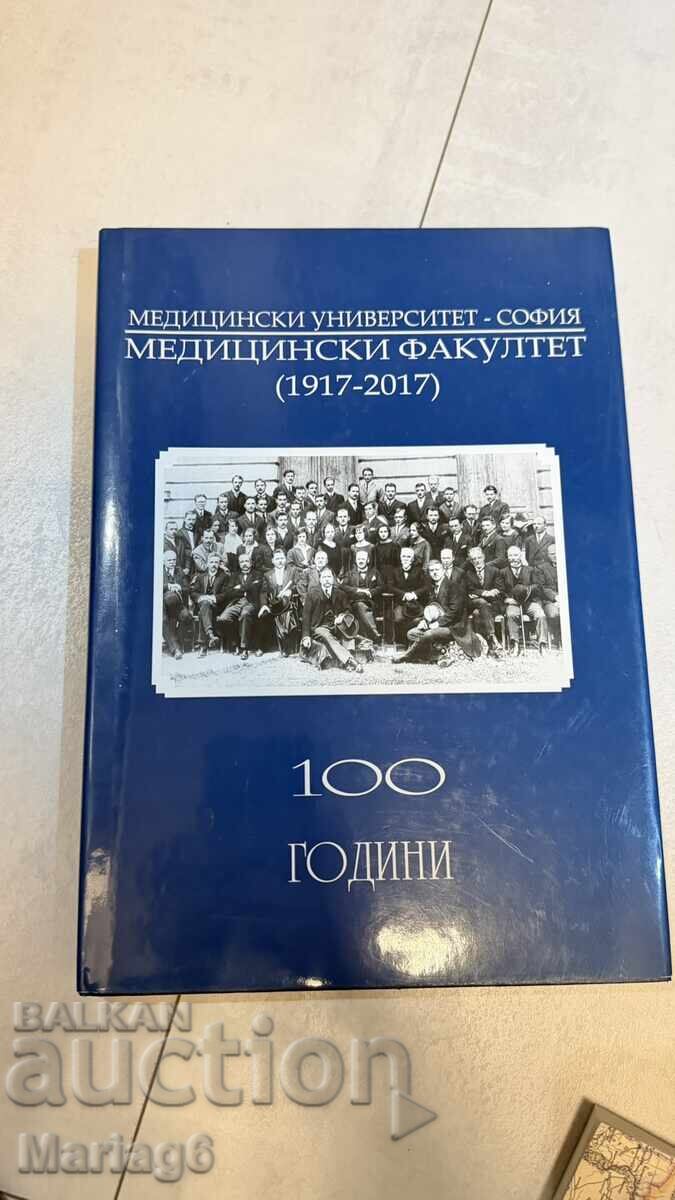 МЕДИЦИНСКИ УНИВЕРСИТЕТ - СОФИЯ
МЕДИЦИНСКИ ФАКУЛТЕТ
(1917-2017)
100
ГОДИНИ
BALKAN
auction
Mariag6